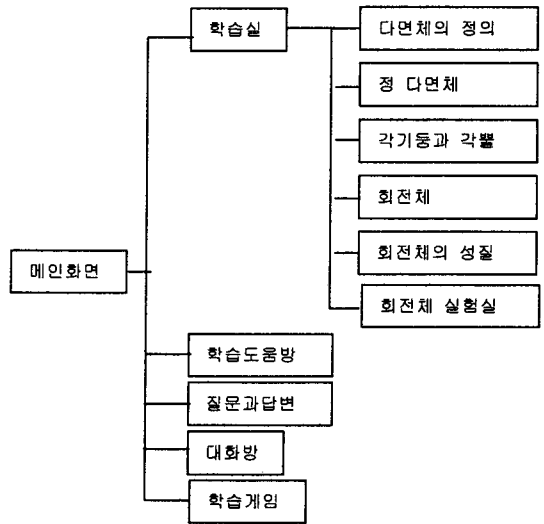 학습실
다면체의 정의
정 다면체
각기둥과 각뿔
회전체
회전체의 성질
회전체 실험실
메인화면
학습도움방
질문과답변
대화방
학습게임